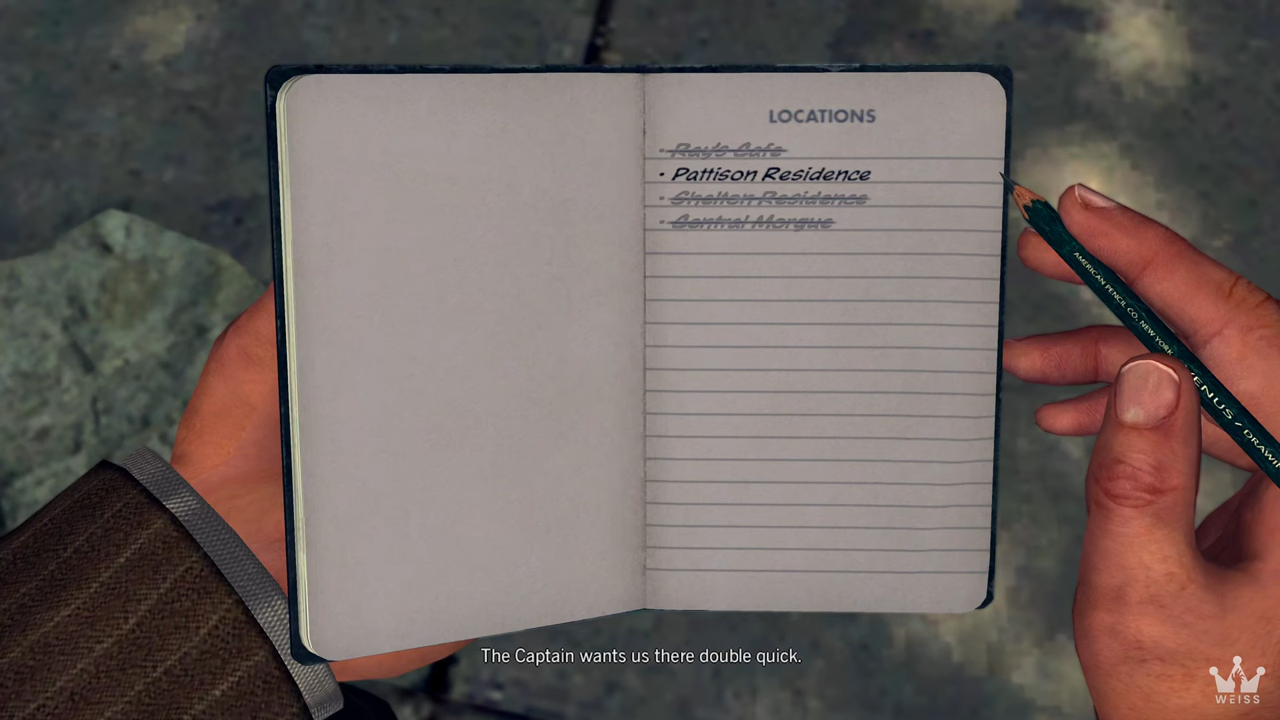 LOCATIONS
· Ray's Cafe
· Pattison Residence
· Shelton Residence
· Central Morgue
AMERICAN PENCIL CO. NEW YORK
VENUS / DRAWIN
The Captain wants us there double quick.
WEISS